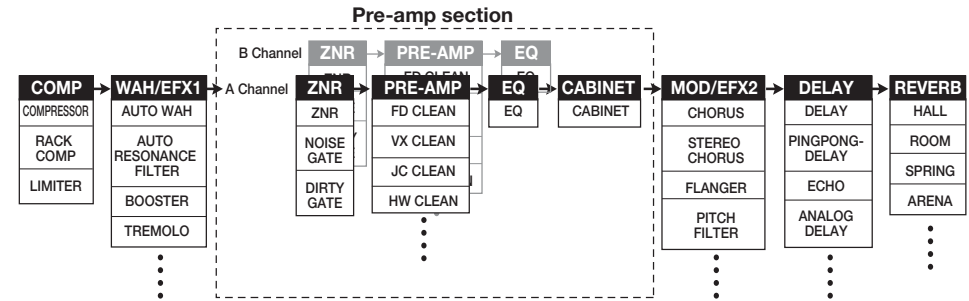 Pre-amp section
B Channel ZNR PRE-AMP EQ
COMP WAH/EFX1 A Channel ZNR PRE-AMP EQ CABINET MOD/EFX2 DELAY REVERB
COMPRESSOR
RACK
COMP
LIMITER
AUTO WAH
AUTO
RESONANCE
FILTER
BOOSTER
TREMOLO
ZNR
NOISE
GATE
DIRTY
GATE
FD CLEAN
VX CLEAN
JC CLEAN
HW CLEAN
EQ
CABINET
CHORUS
STEREO
CHORUS
FLANGER
PITCH
FILTER
DELAY
PINGPONG-
DELAY
ECHO
ANALOG
DELAY
HALL
ROOM
SPRING
ARENA